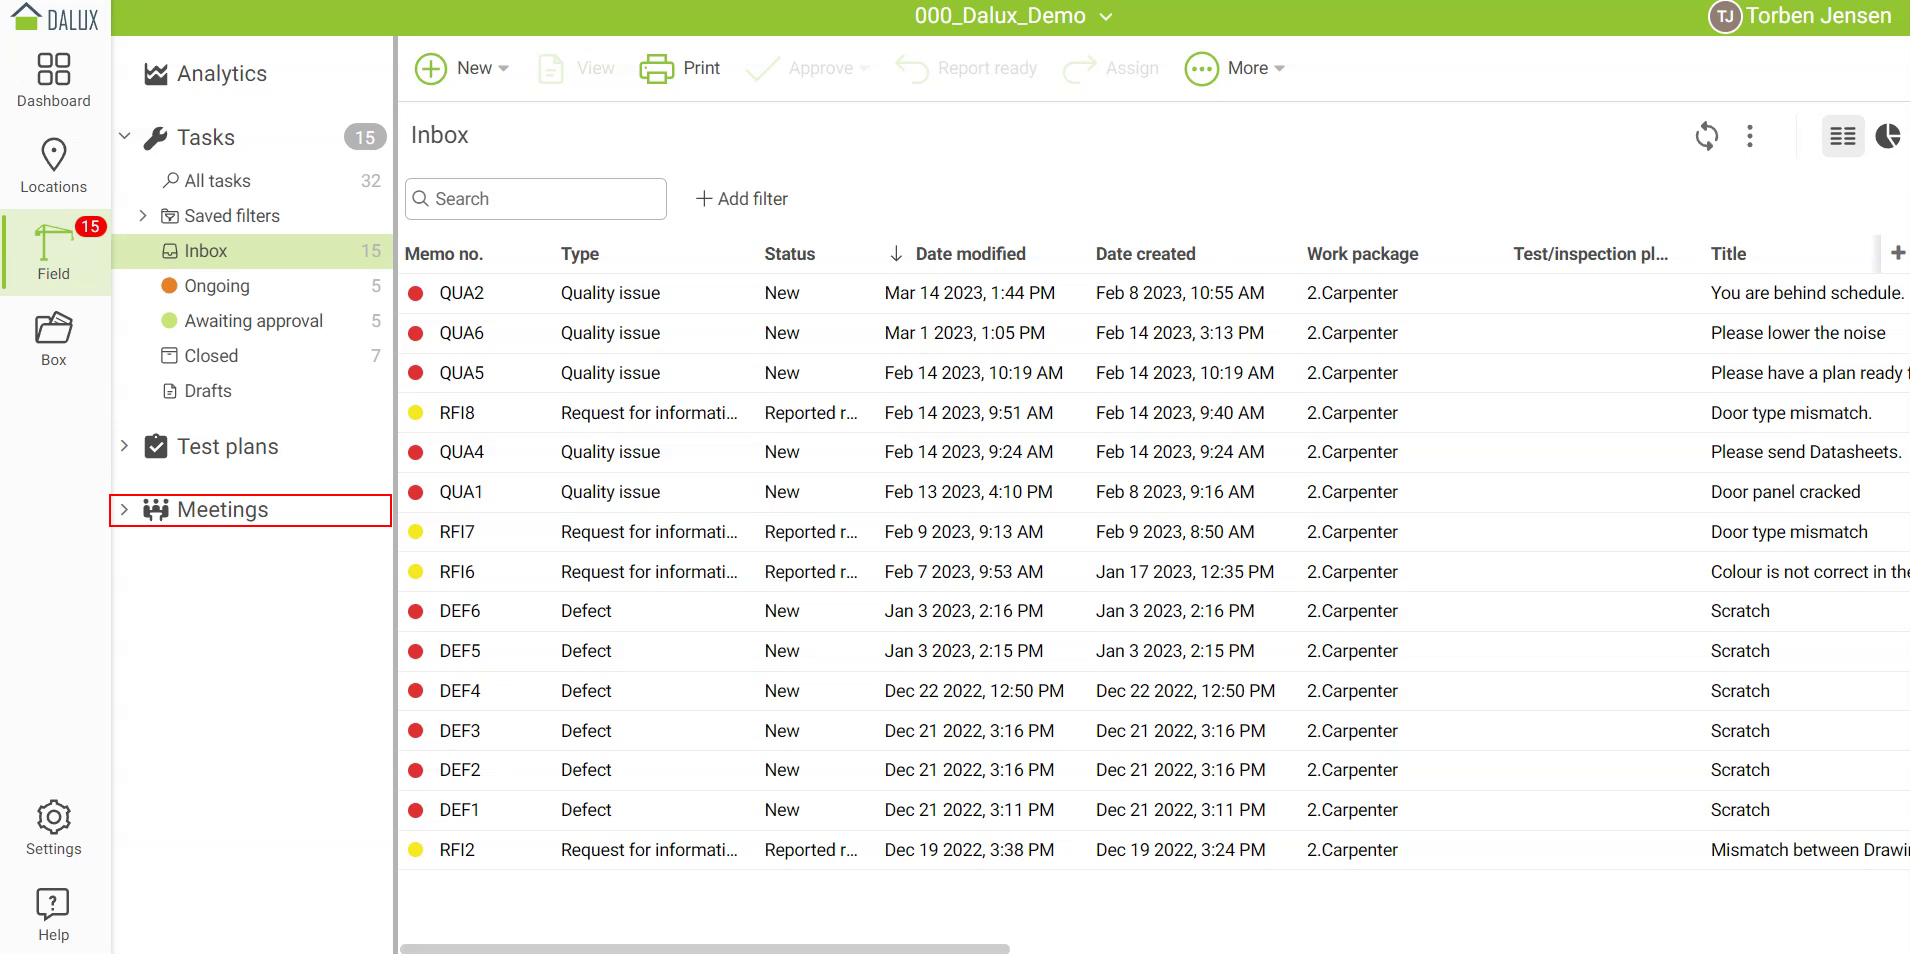 DALUX
000_Dalux_Demo
TJ Torben Jensen
Dashboard
Locations
15
Field
Box
Settings
Help
Analytics
Tasks 15
All tasks 32
Saved filters
Inbox 15
Ongoing 5
Awaiting approval 5
Closed 7
Drafts
Test plans
Meetings
New View Print Approve Report ready Assign More
Inbox
Search Add filter
Memo no. Type Status Date modified Date created Work package Test/inspection pl... Title
QUA2 Quality issue New Mar 14 2023, 1:44 PM Feb 8 2023, 10:55 AM 2.Carpenter You are behind schedule.
QUA6 Quality issue New Mar 1 2023, 1:05 PM Feb 14 2023, 3:13 PM 2.Carpenter Please lower the noise
QUA5 Quality issue New Feb 14 2023, 10:19 AM Feb 14 2023, 10:19 AM 2.Carpenter Please have a plan ready
RFI8 Request for informati... Reported r... Feb 14 2023, 9:51 AM Feb 14 2023, 9:40 AM 2.Carpenter Door type mismatch.
QUA4 Quality issue New Feb 14 2023, 9:24 AM Feb 14 2023, 9:24 AM 2.Carpenter Please send Datasheets.
QUA1 Quality issue New Feb 13 2023, 4:10 PM Feb 8 2023, 9:16 AM 2.Carpenter Door panel cracked
RFI7 Request for informati... Reported r... Feb 9 2023, 9:13 AM Feb 9 2023, 8:50 AM 2.Carpenter Door type mismatch
RFI6 Request for informati... Reported r... Feb 7 2023, 9:53 AM Jan 17 2023, 12:35 PM 2.Carpenter Colour is not correct in the
DEF6 Defect New Jan 3 2023, 2:16 PM Jan 3 2023, 2:16 PM 2.Carpenter Scratch
DEF5 Defect New Jan 3 2023, 2:15 PM Jan 3 2023, 2:15 PM 2.Carpenter Scratch
DEF4 Defect New Dec 22 2022, 12:50 PM Dec 22 2022, 12:50 PM 2.Carpenter Scratch
DEF3 Defect New Dec 21 2022, 3:16 PM Dec 21 2022, 3:16 PM 2.Carpenter Scratch
DEF2 Defect New Dec 21 2022, 3:16 PM Dec 21 2022, 3:16 PM 2.Carpenter Scratch
DEF1 Defect New Dec 21 2022, 3:11 PM Dec 21 2022, 3:11 PM 2.Carpenter Scratch
RFI2 Request for informati... Reported r... Dec 19 2022, 3:38 PM Dec 19 2022, 3:24 PM 2.Carpenter Mismatch between Drawi